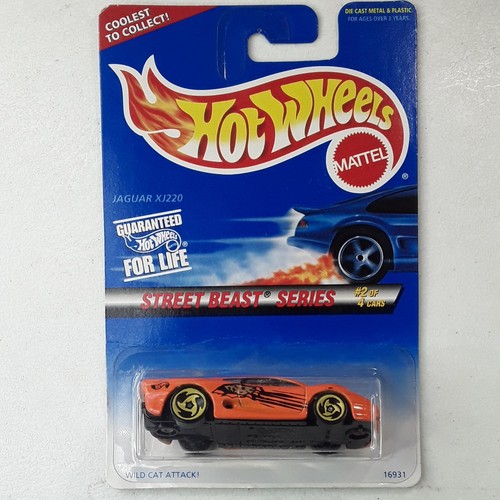 COOLEST
TO COLLECT!
DIE CAST METAL & PLASTIC
FOR AGES OVER 3 YEARS.
HOT WHEELS
MATTEL
®
JAGUAR XJ220
GUARANTEED
HOT WHEELS
FOR LIFE
STREET BEAST® SERIES
#2 OF
4 CARS
WILD CAT ATTACK!
16931